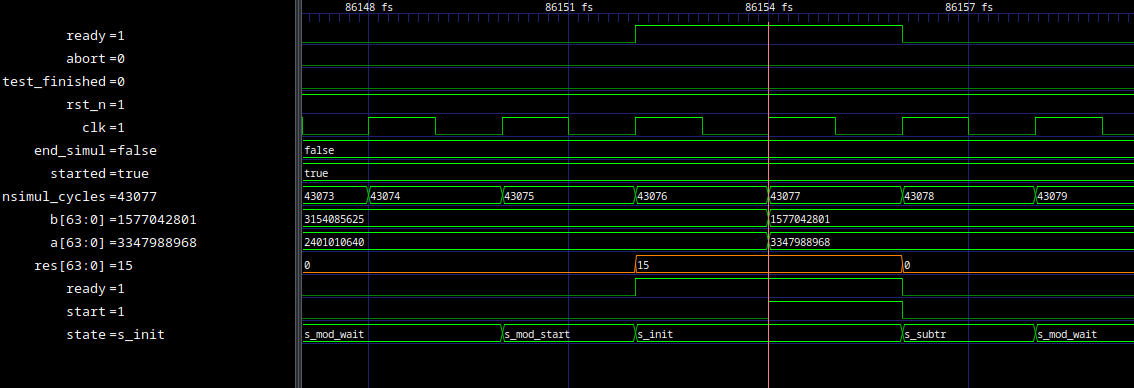 86148 fs 86151 fs 86154 fs 86157 fs
ready=1
abort=0
test_finished=0
rst_n=1
clk=1
end_simul=false false
started=true true
nsimul_cycles=43077 43073 43074 43075 43076 43077 43078 43079
b[63:0]=1577042801 3154085625 1577042801
a[63:0]=3347988968 2401010640 3347988968
res[63:0]=15 0 15 0
ready=1
start=1
state=s_init s_mod_wait s_mod_start s_init s_subtr s_mod_wait